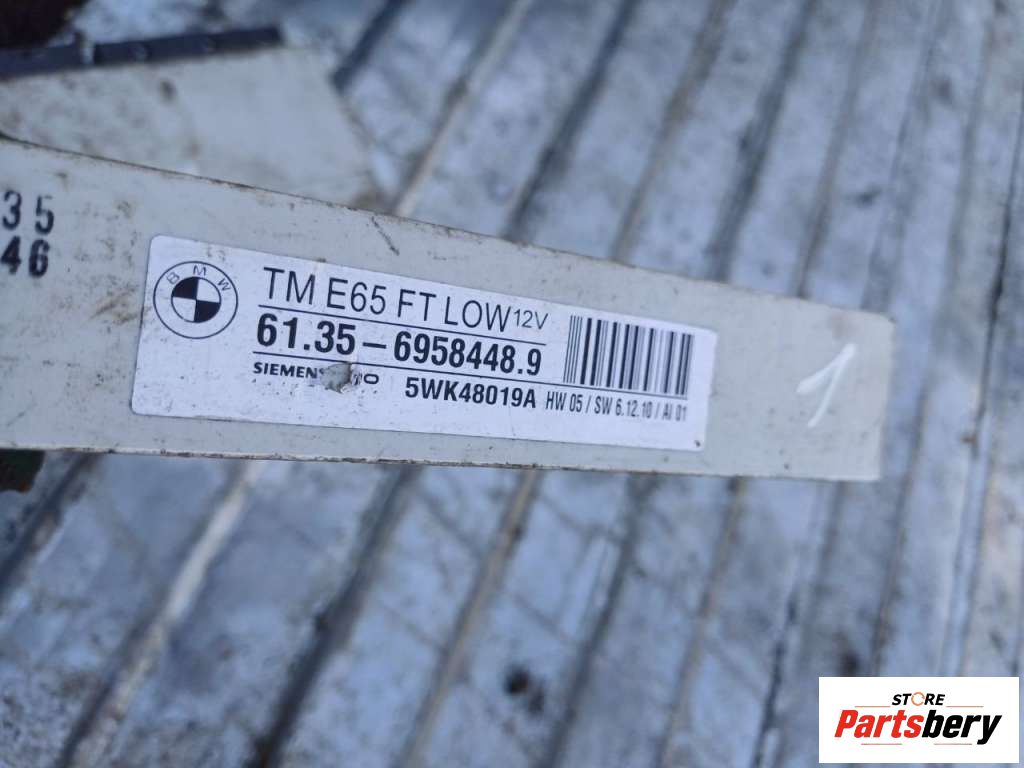 35
46
BMW
TM E65 FT LOW 12V
61.35 - 6958448.9
5WK48019A HW 05 / SW 6.12.10 / AI 01
1
STORE
Partsbery